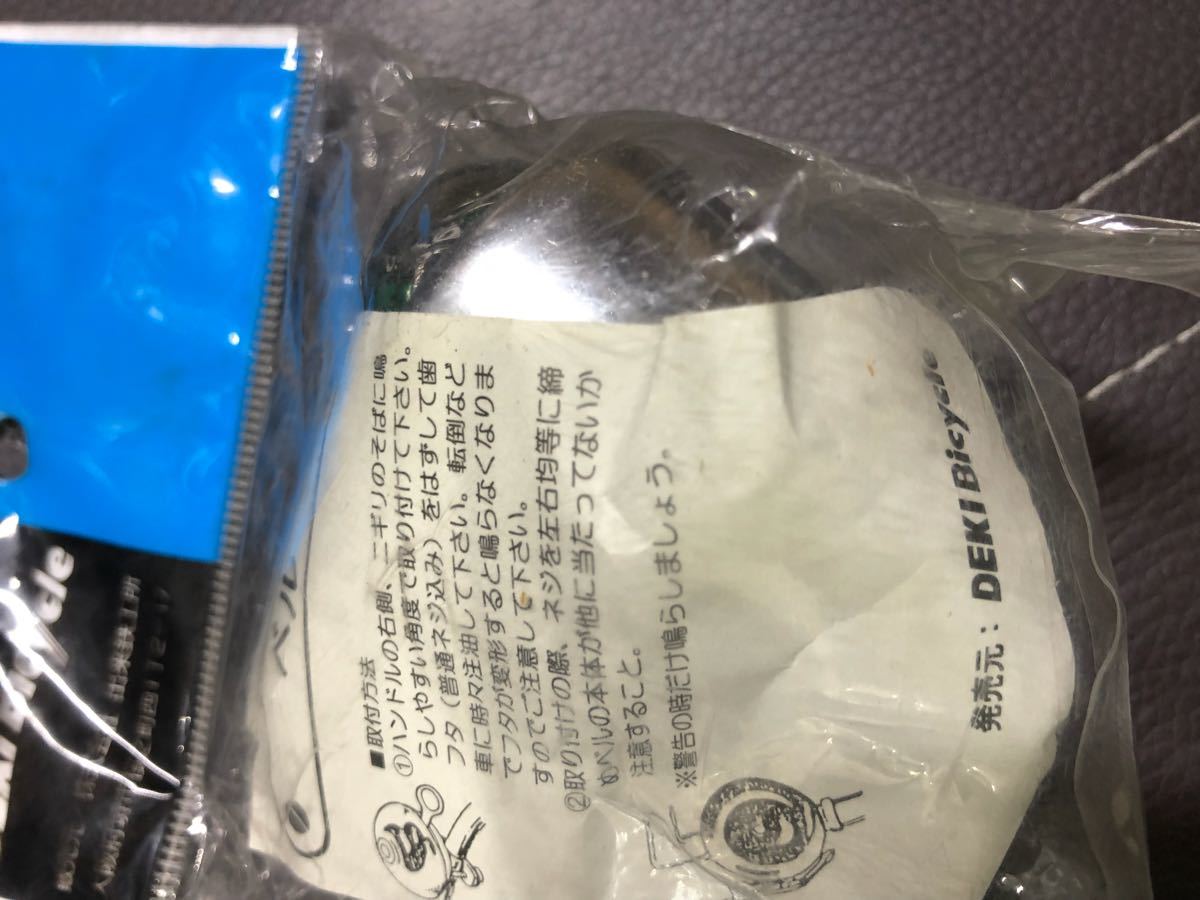 ベル
■取付方法
①ハンドルの右側、ニギリのそばに鳴
らしやすい角度で取り付けて下さい。
フタ（普通ネジ込み）をはずして歯
車に時々注油して下さい。転倒など
でフタが変形すると鳴らなくなりま
すのでご注意して下さい。
②取り付けの際、ネジを左右均等に締
めベルの本体が他に当たってないか
注意すること。
※警告の時だけ鳴らしましょう。
発売元：DEKI Bicycle